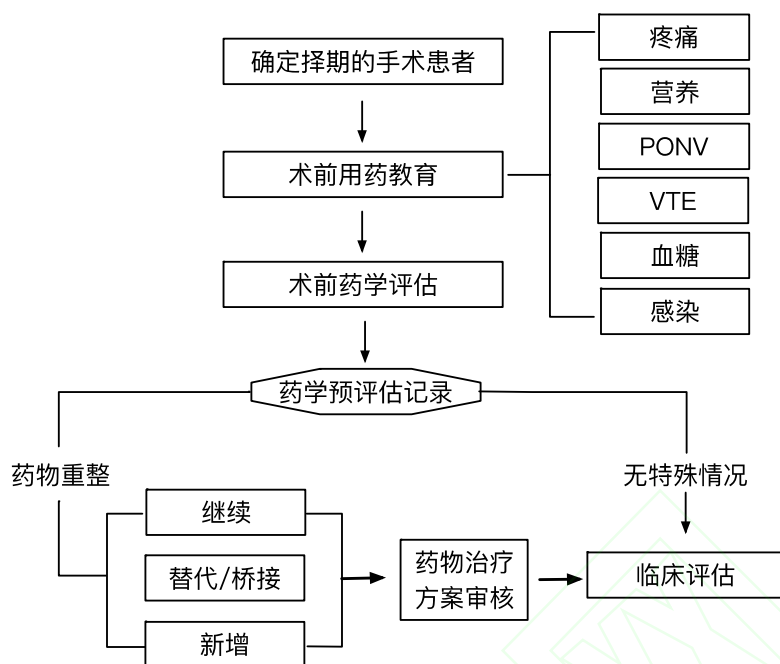 确定择期的手术患者
术前用药教育
术前药学评估
疼痛
营养
PONV
VTE
血糖
感染
药学预评估记录
药物重整
无特殊情况
继续
替代/桥接
新增
药物治疗
方案审核
临床评估